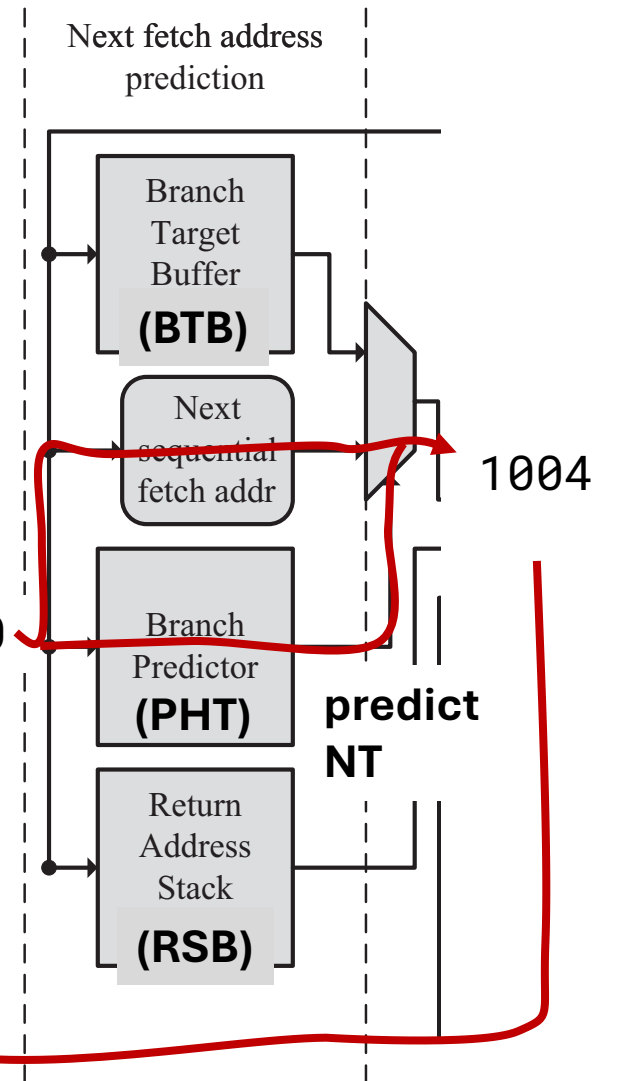 Next fetch address
prediction
Branch
Target
Buffer
(BTB)
Next
sequential
fetch addr
1004
Branch
Predictor
(PHT)
predict
NT
Return
Address
Stack
(RSB)